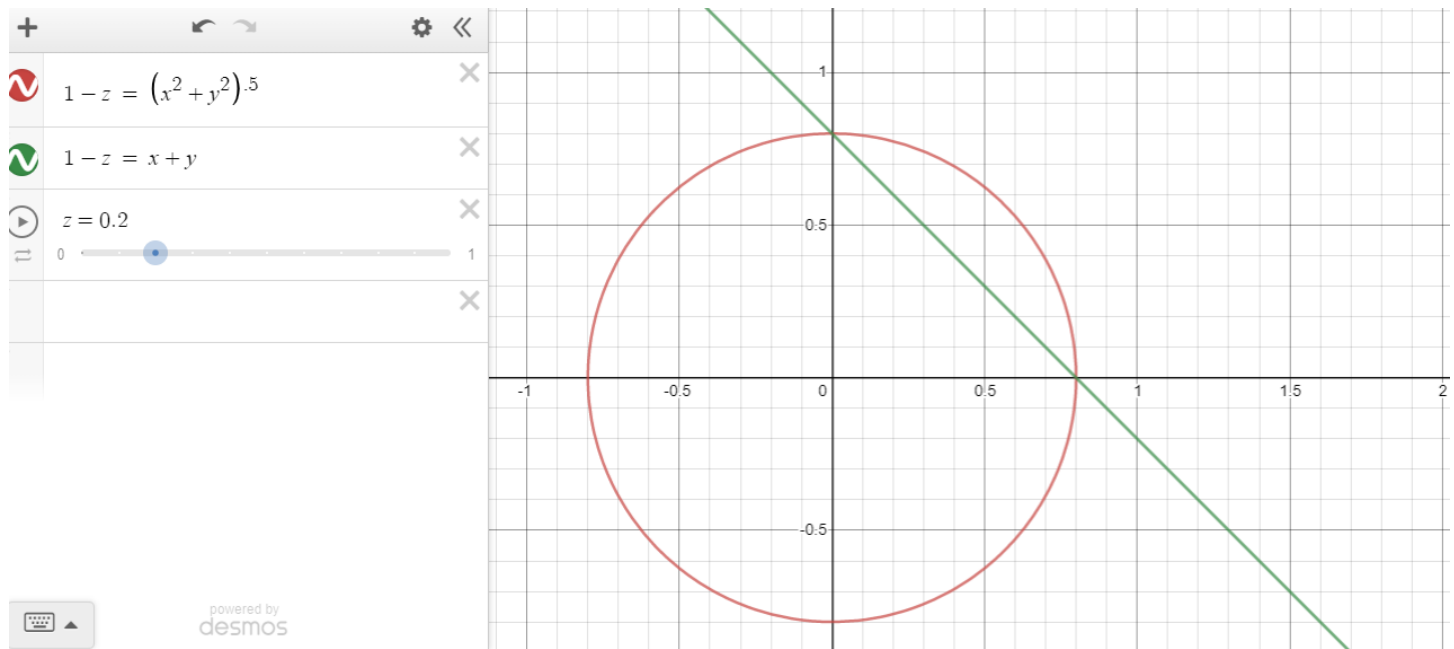 1 − z = (x² + y²)^.5
1 − z = x + y
z = 0.2
0 1
powered by
desmos
1
0.5
-1 -0.5 0 0.5 1 1.5 2
-0.5